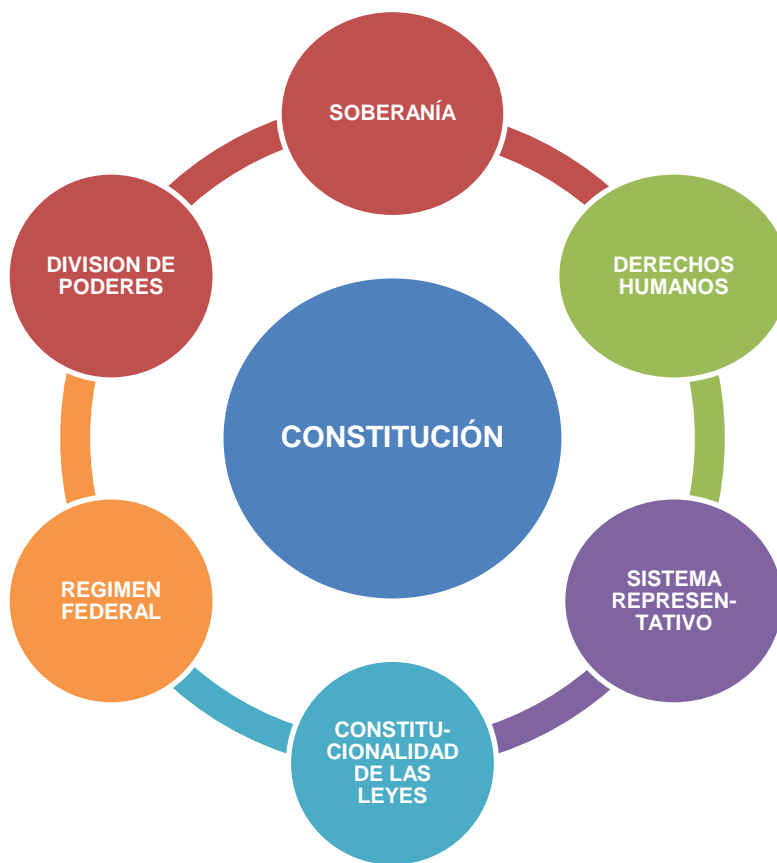 SOBERANÍA
DIVISION DE
PODERES
DERECHOS
HUMANOS
CONSTITUCIÓN
REGIMEN
FEDERAL
SISTEMA
REPRESEN-
TATIVO
CONSTITU-
CIONALIDAD
DE LAS
LEYES